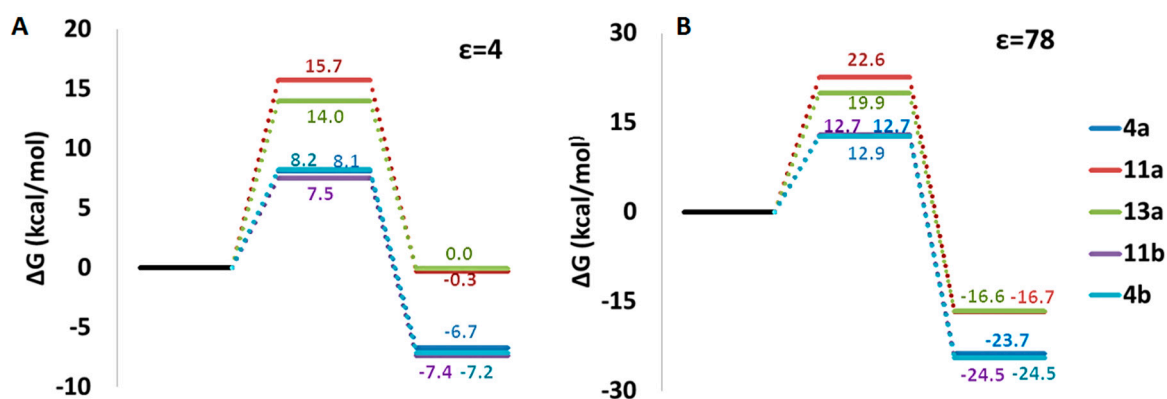 A
ε=4
ΔG (kcal/mol)
20
15
10
5
0
-5
-10
15.7
14.0
8.2 8.1
7.5
0.0
-0.3
-6.7
-7.4 -7.2
B
ε=78
ΔG (kcal/mol)
30
15
0
-15
-30
22.6
19.9
12.7 12.7
12.9
-16.6 -16.7
-23.7
-24.5 -24.5
4a
11a
13a
11b
4b